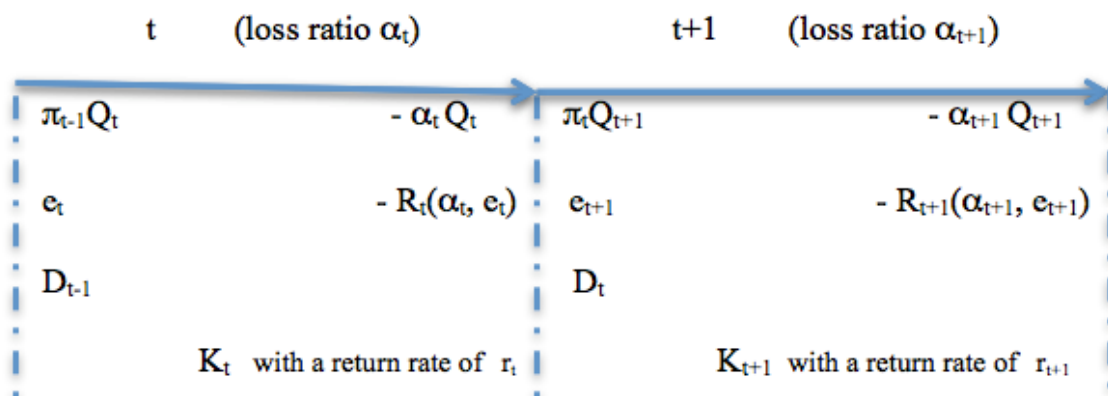 t (loss ratio αₜ) t+1 (loss ratio αₜ₊₁)
πₜ₋₁Qₜ - αₜ Qₜ πₜQₜ₊₁ - αₜ₊₁ Qₜ₊₁
eₜ - Rₜ(αₜ, eₜ) eₜ₊₁ - Rₜ₊₁(αₜ₊₁, eₜ₊₁)
Dₜ₋₁ Dₜ
Kₜ with a return rate of rₜ Kₜ₊₁ with a return rate of rₜ₊₁